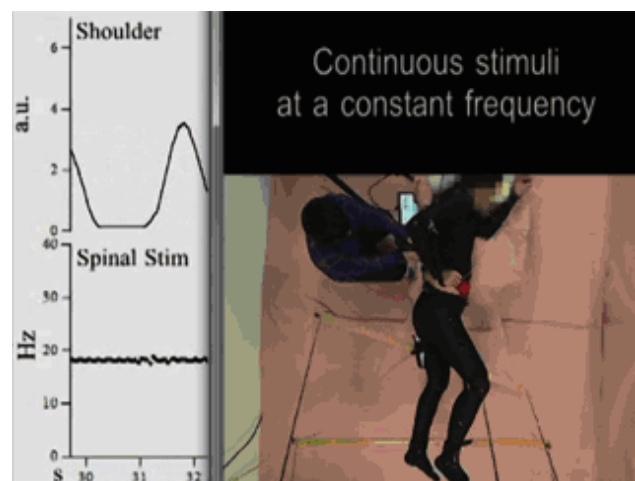 Shoulder
6
4
2
0
a.u.
Continuous stimuli
at a constant frequency
40
Spinal Stim
30
20
10
0
Hz
s 30 31 32